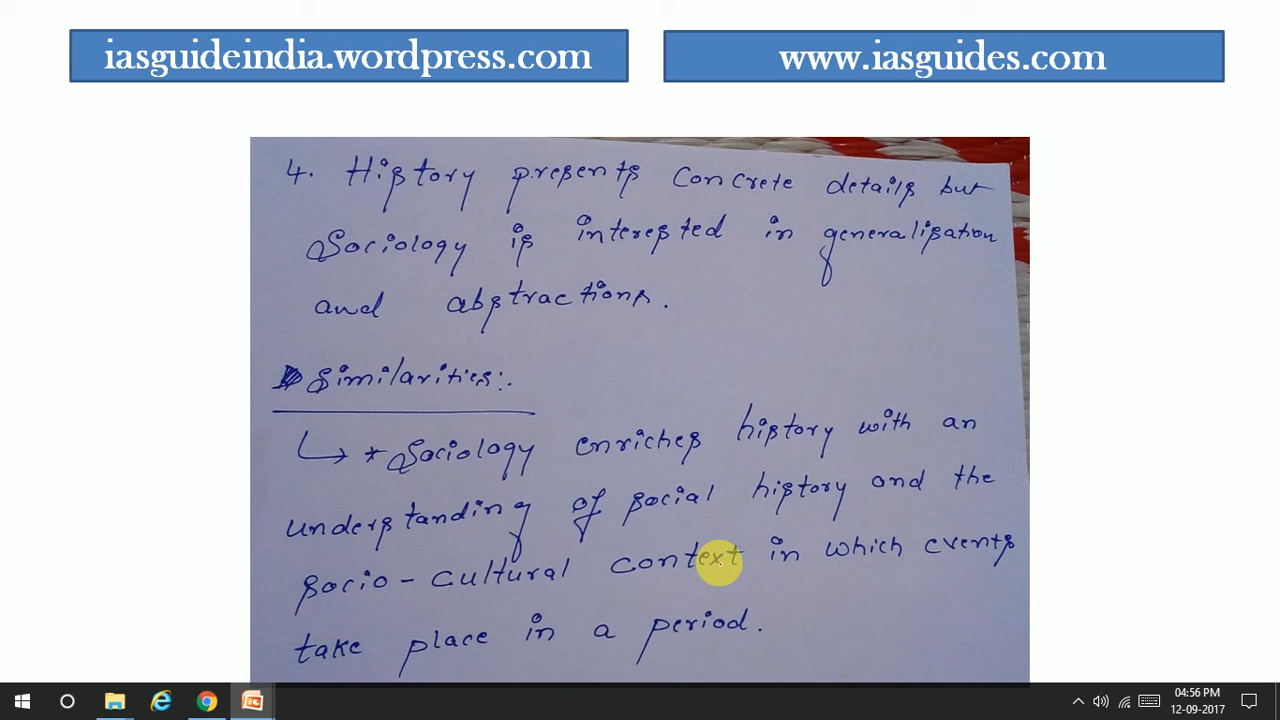 iasguideindia.wordpress.com
www.iasguides.com
4. History presents concrete details but
Sociology is interested in generalisation
and abstractions.
Similarities:.
↳ * Sociology enriches history with an
understanding of social history and the
socio-cultural context in which events
take place in a period.
04:56 PM
12-09-2017